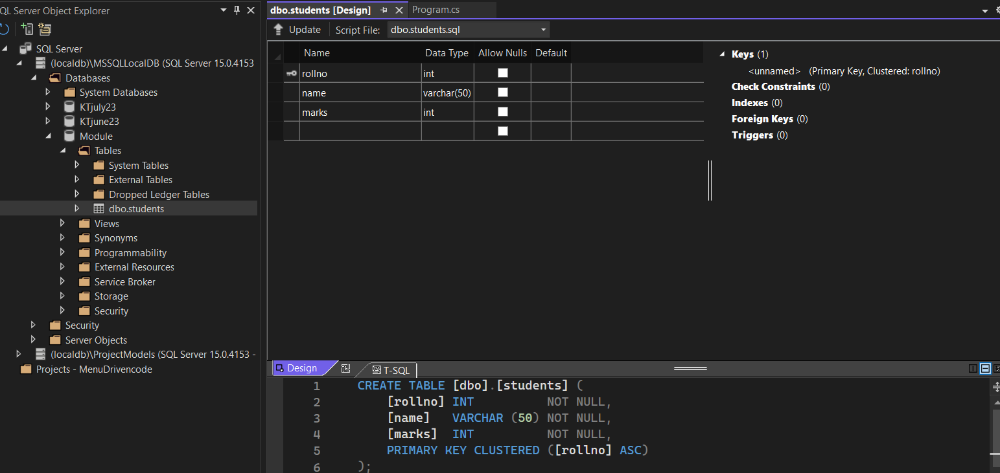 QL Server Object Explorer
SQL Server
(localdb)\MSSQLLocalDB (SQL Server 15.0.4153
Databases
System Databases
KTjuly23
KTjune23
Module
Tables
System Tables
External Tables
Dropped Ledger Tables
dbo.students
Views
Synonyms
Programmability
External Resources
Service Broker
Storage
Security
Security
Server Objects
(localdb)\ProjectModels (SQL Server 15.0.4153 -
Projects - MenuDrivencode
dbo.students [Design] Program.cs
Update Script File: dbo.students.sql
Name Data Type Allow Nulls Default
rollno int
name varchar(50)
marks int
Keys (1)
<unnamed> (Primary Key, Clustered: rollno)
Check Constraints (0)
Indexes (0)
Foreign Keys (0)
Triggers (0)
Design T-SQL
1 CREATE TABLE [dbo].[students] (
2 [rollno] INT NOT NULL,
3 [name] VARCHAR (50) NOT NULL,
4 [marks] INT NOT NULL,
5 PRIMARY KEY CLUSTERED ([rollno] ASC)
6 );